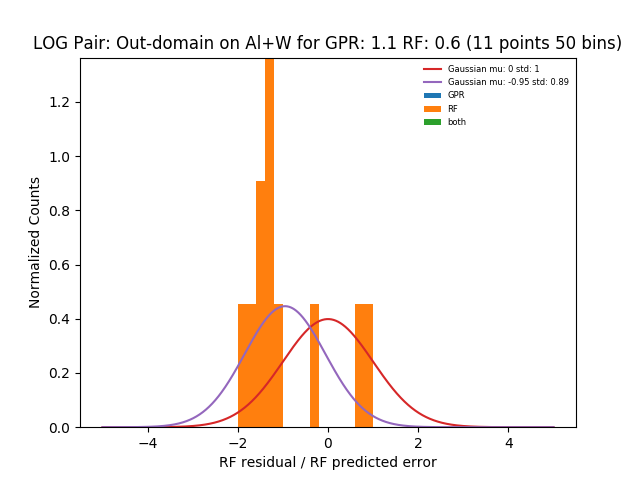 LOG Pair: Out-domain on Al+W for GPR: 1.1 RF: 0.6 (11 points 50 bins)
Gaussian mu: 0 std: 1
Gaussian mu: -0.95 std: 0.89
GPR
RF
both
Normalized Counts
1.2
1.0
0.8
0.6
0.4
0.2
0.0
−4
−2
0
2
4
RF residual / RF predicted error